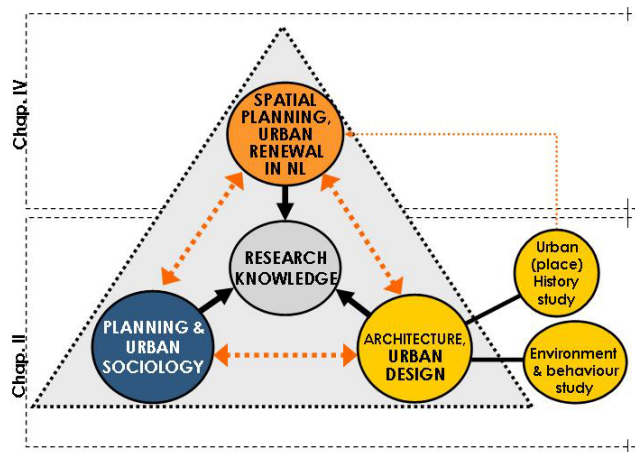 Chap. IV
SPATIAL
PLANNING,
URBAN
RENEWAL
IN NL
Chap. II
RESEARCH
KNOWLEDGE
PLANNING &
URBAN
SOCIOLOGY
ARCHITECTURE,
URBAN
DESIGN
Urban
(place)
History
study
Environment
& behaviour
study